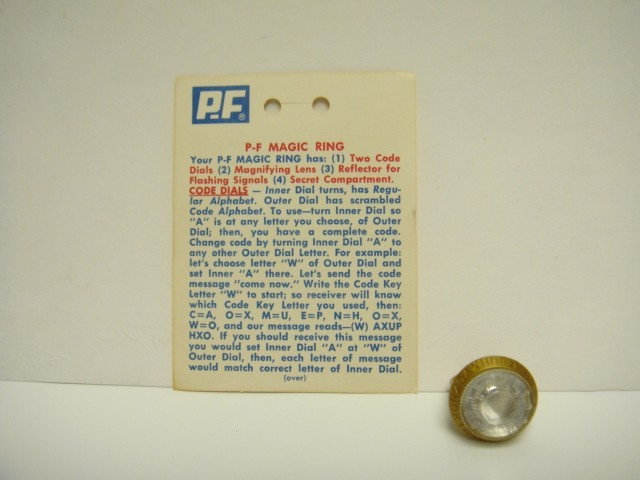 P.F ®
P-F MAGIC RING
Your P-F MAGIC RING has: (1) Two Code
Dials (2) Magnifying Lens (3) Reflector for
Flashing Signals (4) Secret Compartment.
CODE DIALS — Inner Dial turns, has Regu-
lar Alphabet. Outer Dial has scrambled
Code Alphabet. To use—turn Inner Dial so
"A" is at any letter you choose, of Outer
Dial; then, you have a complete code.
Change code by turning Inner Dial "A" to
any other Outer Dial Letter. For example:
let's choose letter "W" of Outer Dial and
set Inner "A" there. Let's send the code
message "come now." Write the Code Key
Letter "W" to start; so receiver will know
which Code Key Letter you used, then:
C=A, O=X, M=U, E=P, N=H, O=X,
W=O, and our message reads—(W) AXUP
HXO. If you should receive this message
you would set Inner Dial "A" at "W" of
Outer Dial, then, each letter of message
would match correct letter of Inner Dial.
(over)